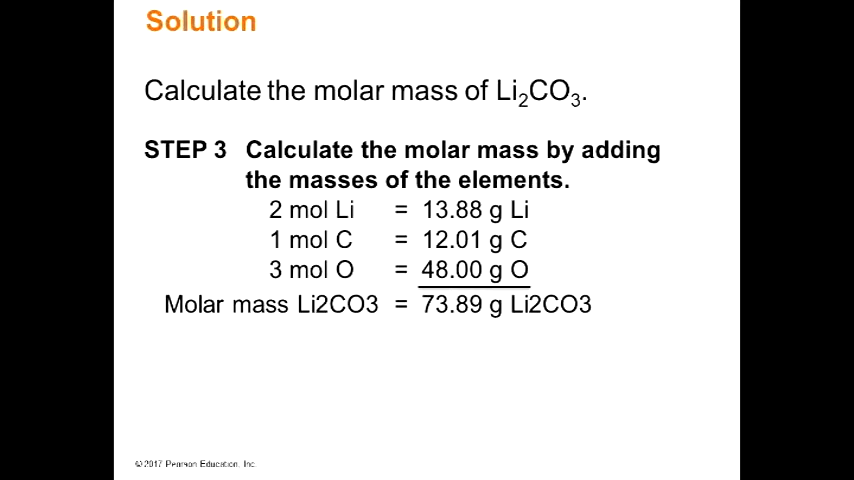 Solution
Calculate the molar mass of Li₂CO₃.
STEP 3 Calculate the molar mass by adding
the masses of the elements.
2 mol Li = 13.88 g Li
1 mol C = 12.01 g C
3 mol O = 48.00 g O
Molar mass Li2CO3 = 73.89 g Li2CO3
© 2017 Pearson Education, Inc.